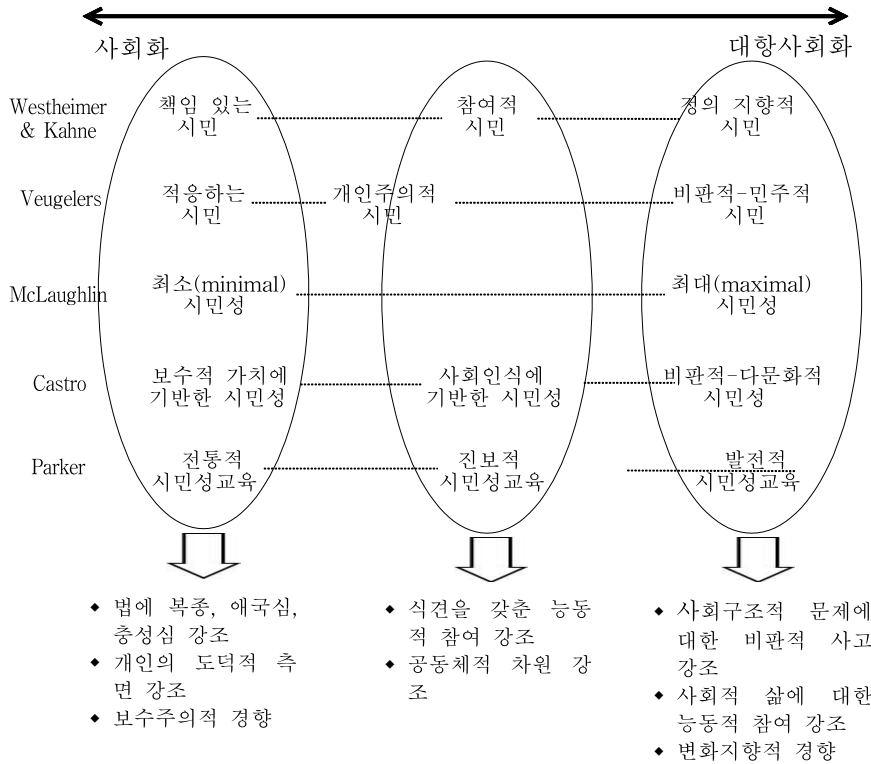 사회화 대항사회화
Westheimer 책임 있는 참여적 정의 지향적
& Kahne 시민 시민 시민
Veugelers 적응하는 개인주의적 비판적-민주적
시민 시민 시민
McLaughlin 최소(minimal) 최대(maximal)
시민성 시민성
Castro 보수적 가치에 사회인식에 비판적-다문화적
기반한 시민성 기반한 시민성 시민성
Parker 전통적 진보적 발전적
시민성교육 시민성교육 시민성교육
◆ 법에 복종, 애국심,
충성심 강조
◆ 개인의 도덕적 측
면 강조
◆ 보수주의적 경향
◆ 식견을 갖춘 능동
적 참여 강조
◆ 공동체적 차원 강
조
◆ 사회구조적 문제에
대한 비판적 사고
강조
◆ 사회적 삶에 대한
능동적 참여 강조
◆ 변화지향적 경향